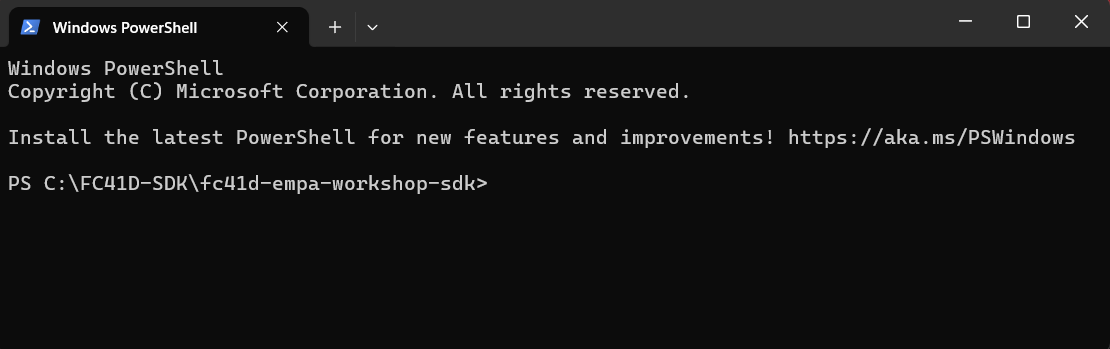 Windows PowerShell
Windows PowerShell
Copyright (C) Microsoft Corporation. All rights reserved.
Install the latest PowerShell for new features and improvements! https://aka.ms/PSWindows
PS C:\FC41D-SDK\fc41d-empa-workshop-sdk>